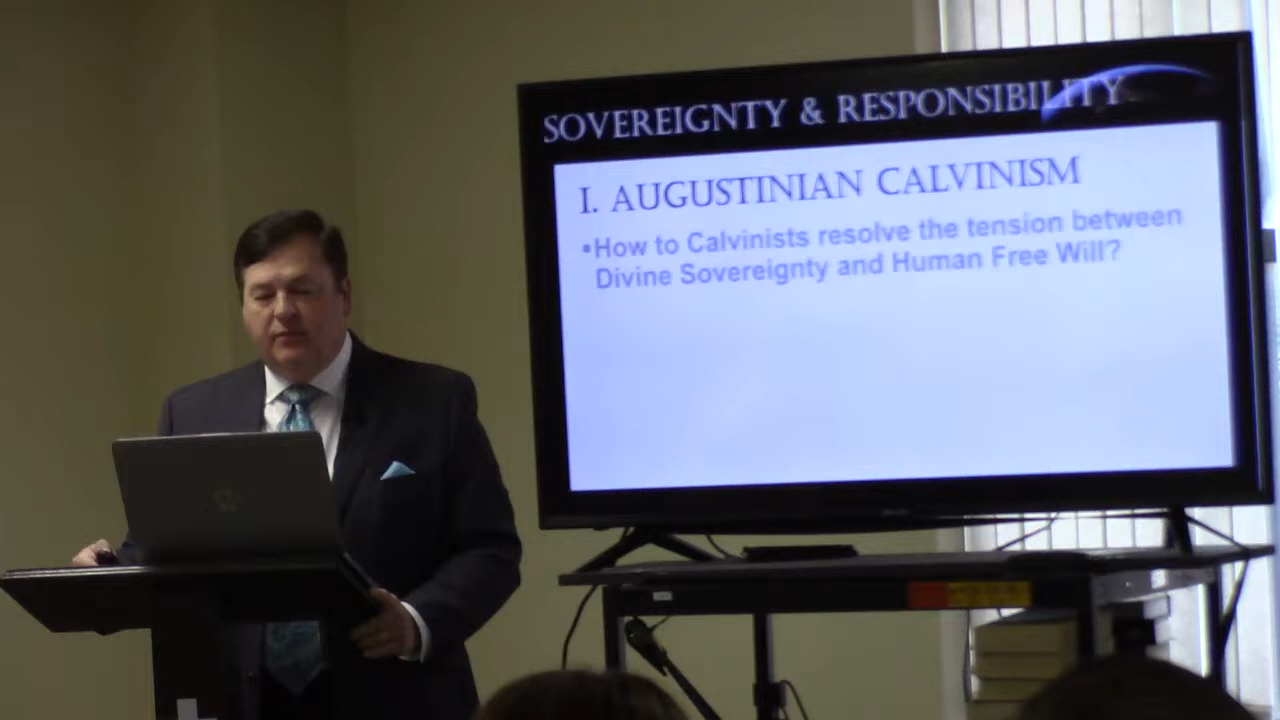 SOVEREIGNTY & RESPONSIBILITY
I. AUGUSTINIAN CALVINISM
•How to Calvinists resolve the tension between
Divine Sovereignty and Human Free Will?